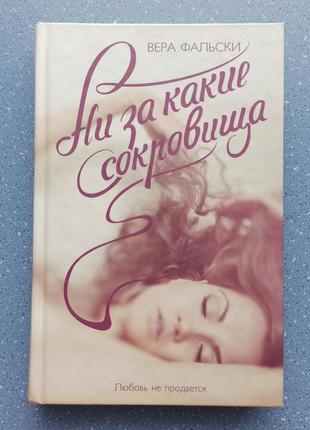 ВЕРА ФАЛЬСКИ
Ни за какие
сокровища
Любовь не продается